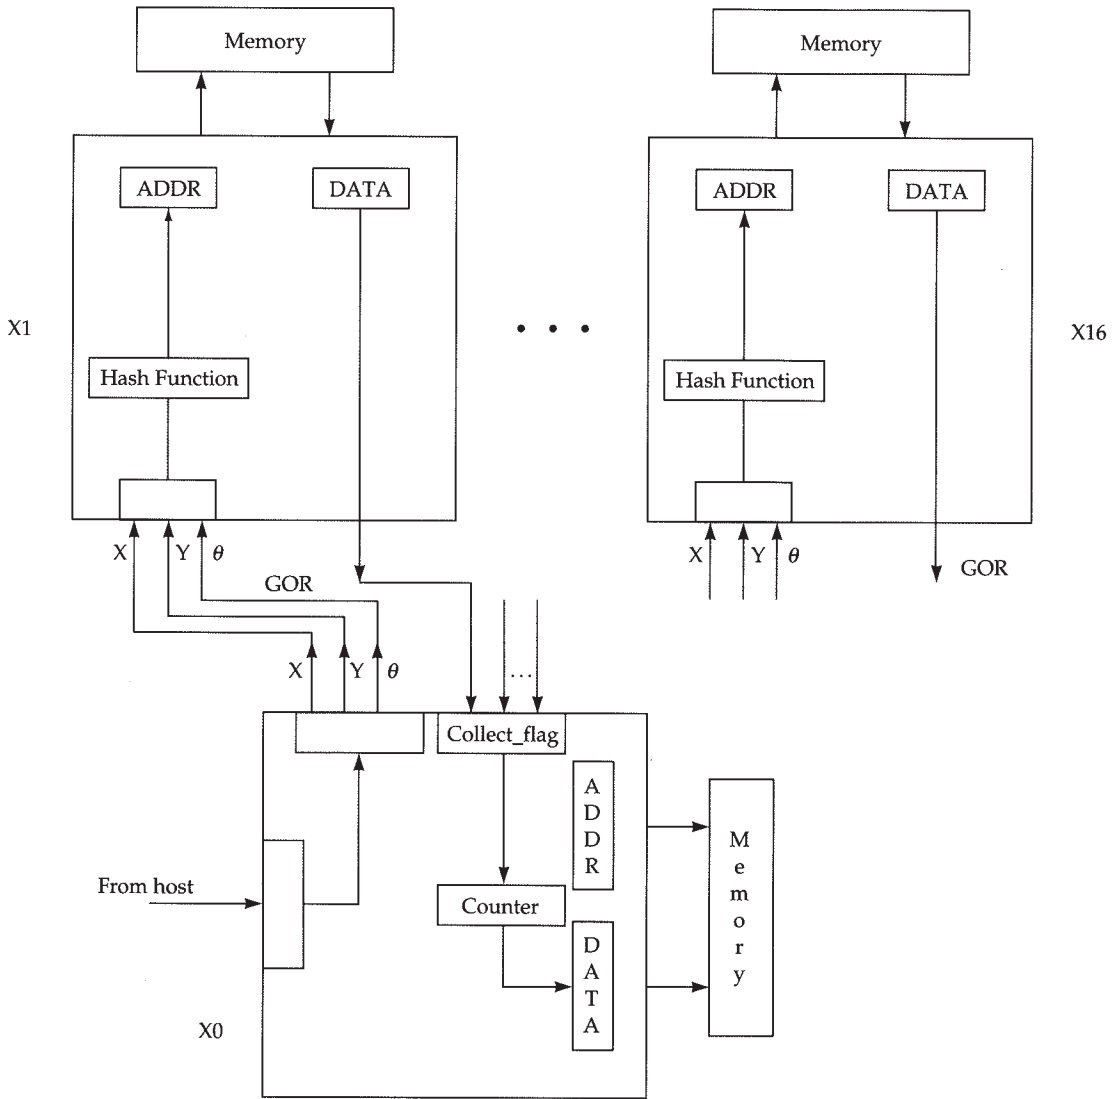 Memory
Memory
ADDR
DATA
ADDR
DATA
X1
• • •
X16
Hash Function
Hash Function
X
Y
θ
X
Y
θ
GOR
GOR
X
Y
θ
...
Collect_flag
A
D
D
R
M
e
m
o
r
y
From host
Counter
D
A
T
A
X0